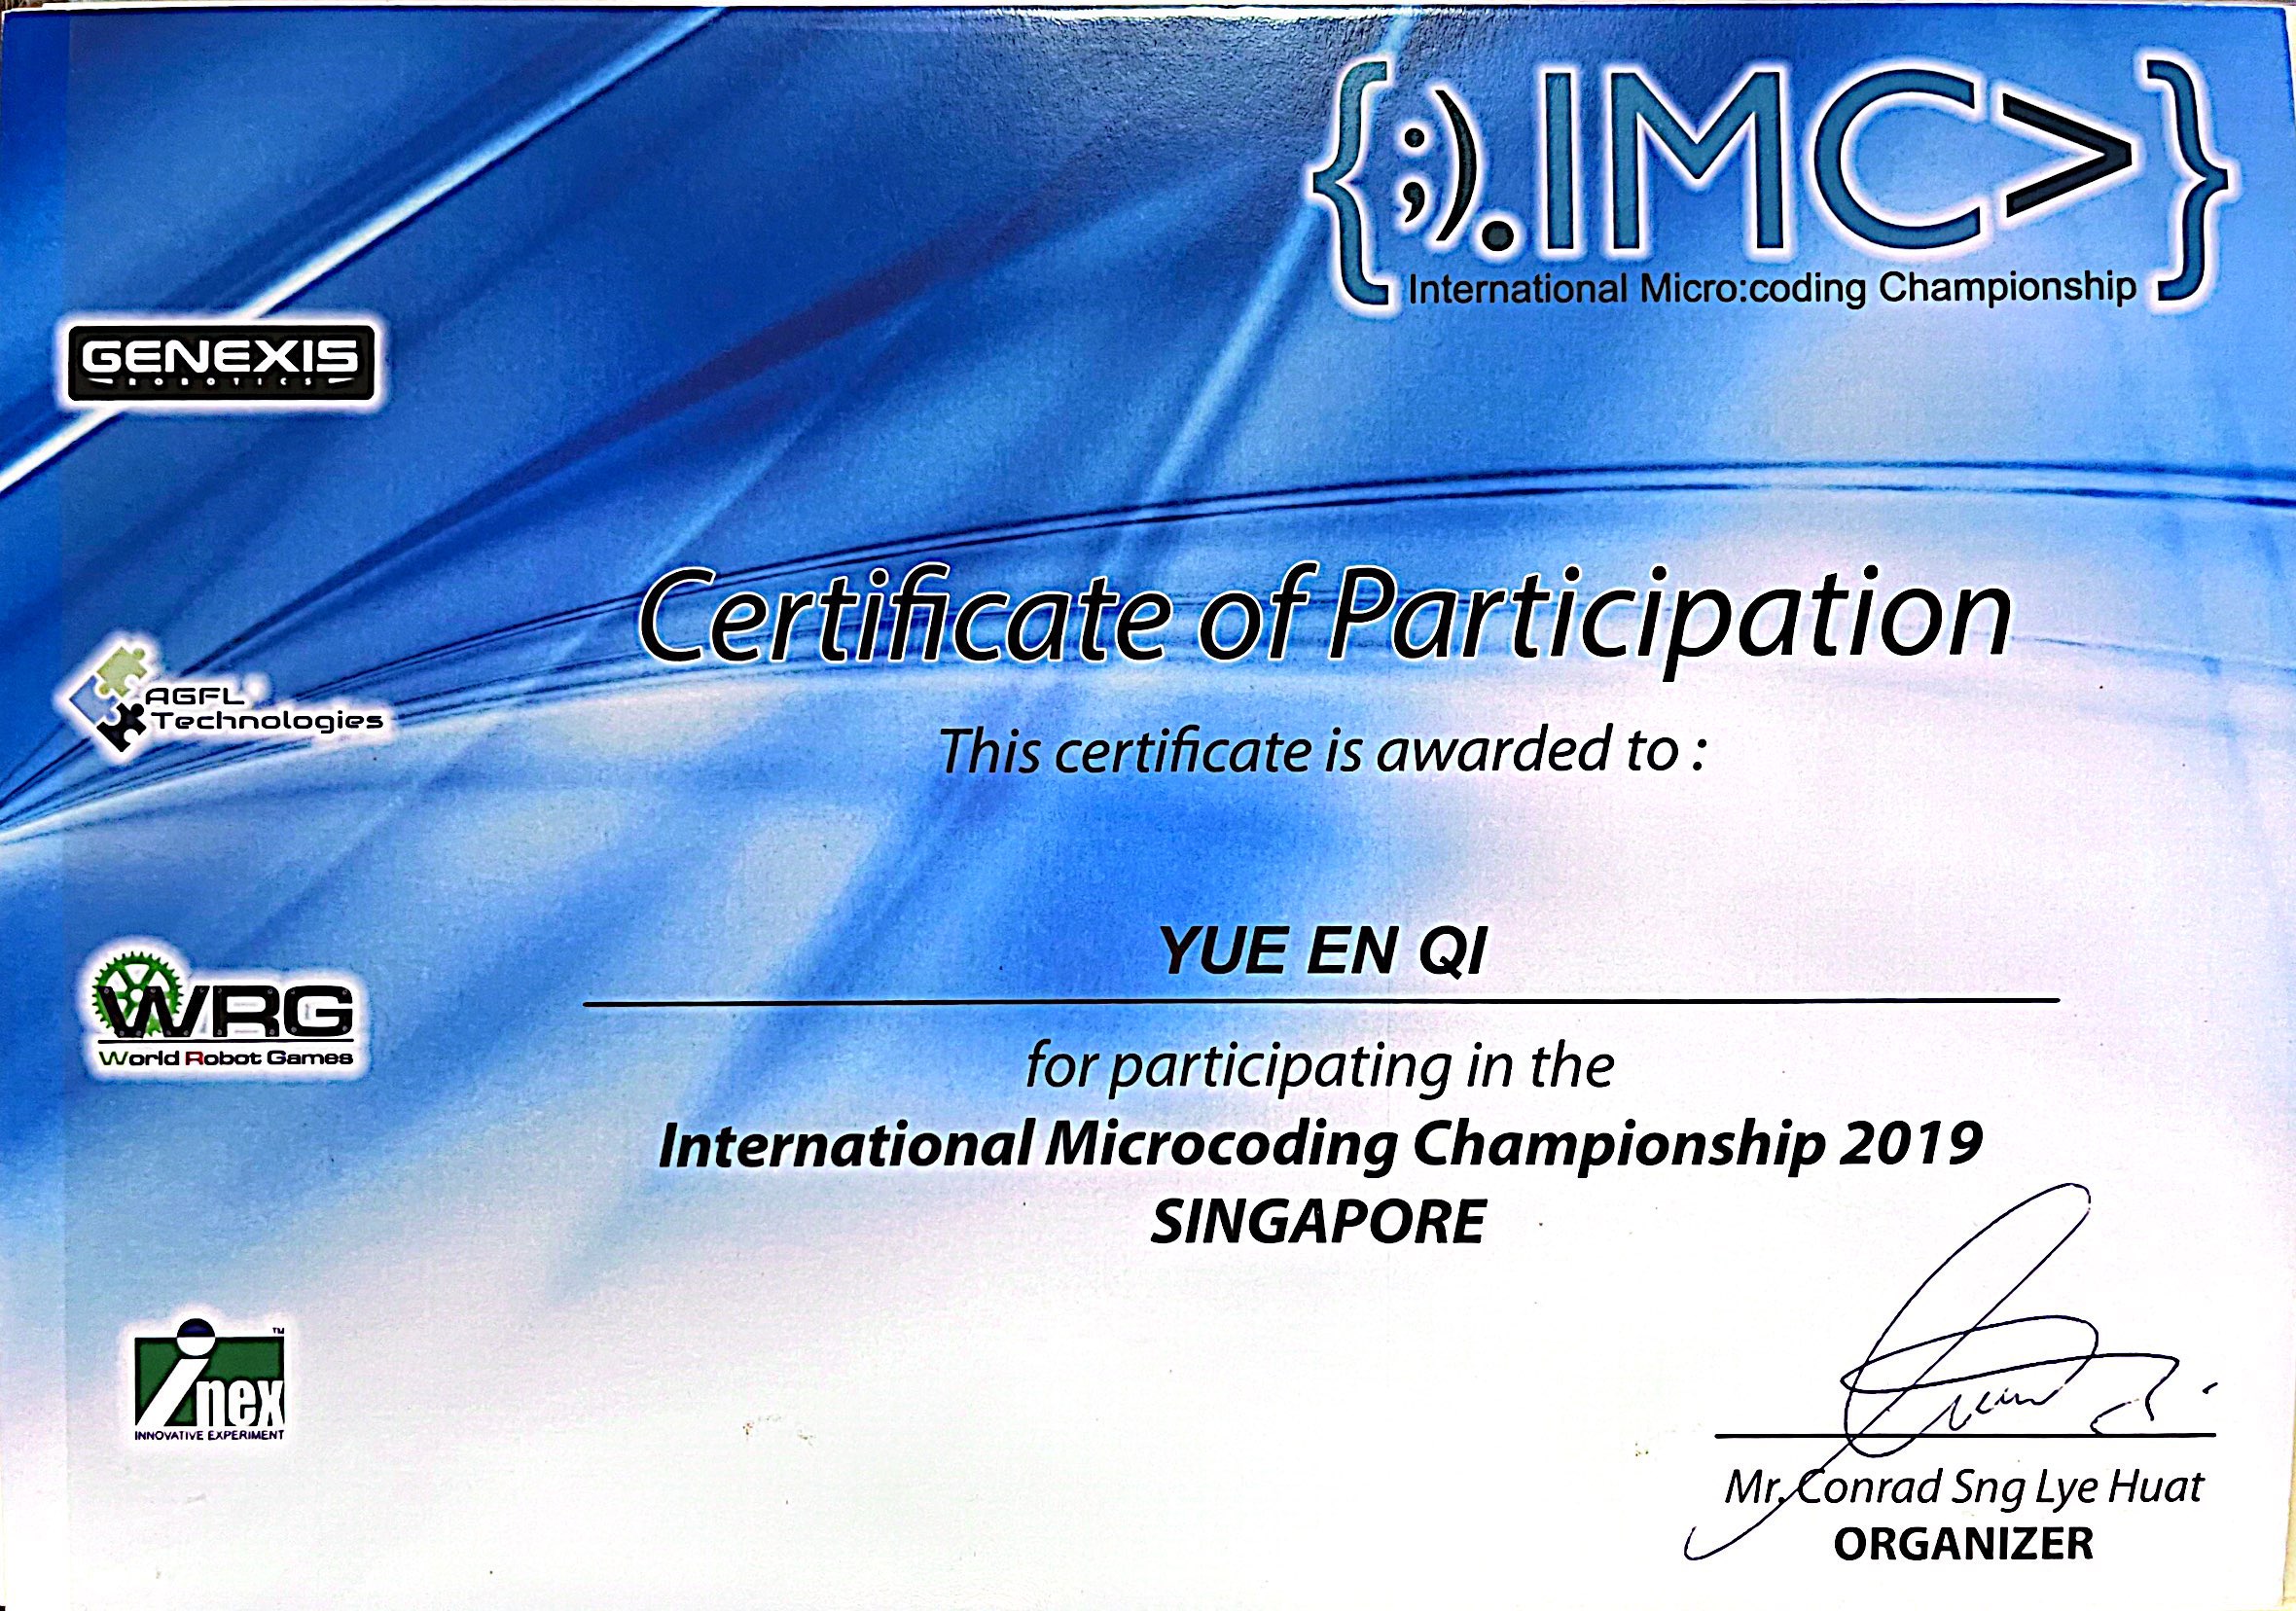 {;).IMC>}
International Micro:coding Championship
GENEXIS
ROBOTICS
Certificate of Participation
AGFL
Technologies
This certificate is awarded to :
YUE EN QI
WRG
World Robot Games
for participating in the
International Microcoding Championship 2019
SINGAPORE
inex
TM
INNOVATIVE EXPERIMENT
Mr. Conrad Sng Lye Huat
ORGANIZER